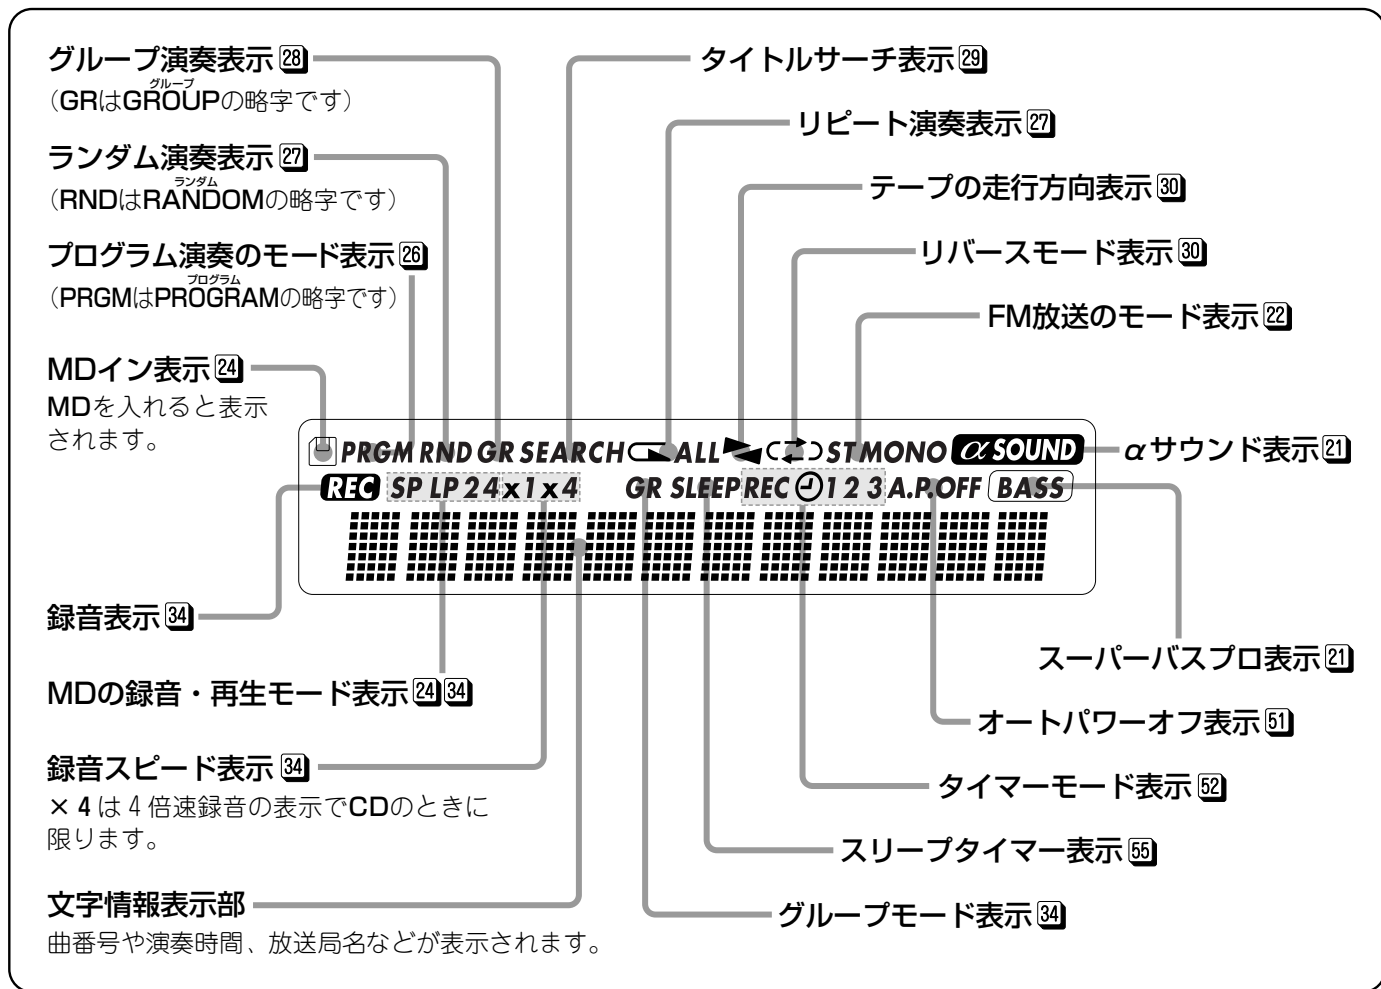 グループ演奏表示 28
グループ
（GRはGROUPの略字です）
ランダム演奏表示 27
ランダム
（RNDはRANDOMの略字です）
プログラム演奏のモード表示 26
プログラム
（PRGMはPROGRAMの略字です）
MDイン表示 24
MDを入れると表示
されます。
タイトルサーチ表示 29
リピート演奏表示 27
テープの走行方向表示 30
リバースモード表示 30
FM放送のモード表示 22
PRGM RND GR SEARCH ALL ST MONO α SOUND
αサウンド表示 21
REC SP LP 2 4 x 1 x 4 GR SLEEP REC 1 2 3 A.P.OFF BASS
録音表示 34
MDの録音・再生モード表示 24 34
録音スピード表示 34
× 4 は 4 倍速録音の表示でCDのときに
限ります。
文字情報表示部
曲番号や演奏時間、放送局名などが表示されます。
スーパーバスプロ表示 21
オートパワーオフ表示 51
タイマーモード表示 52
スリープタイマー表示 55
グループモード表示 34